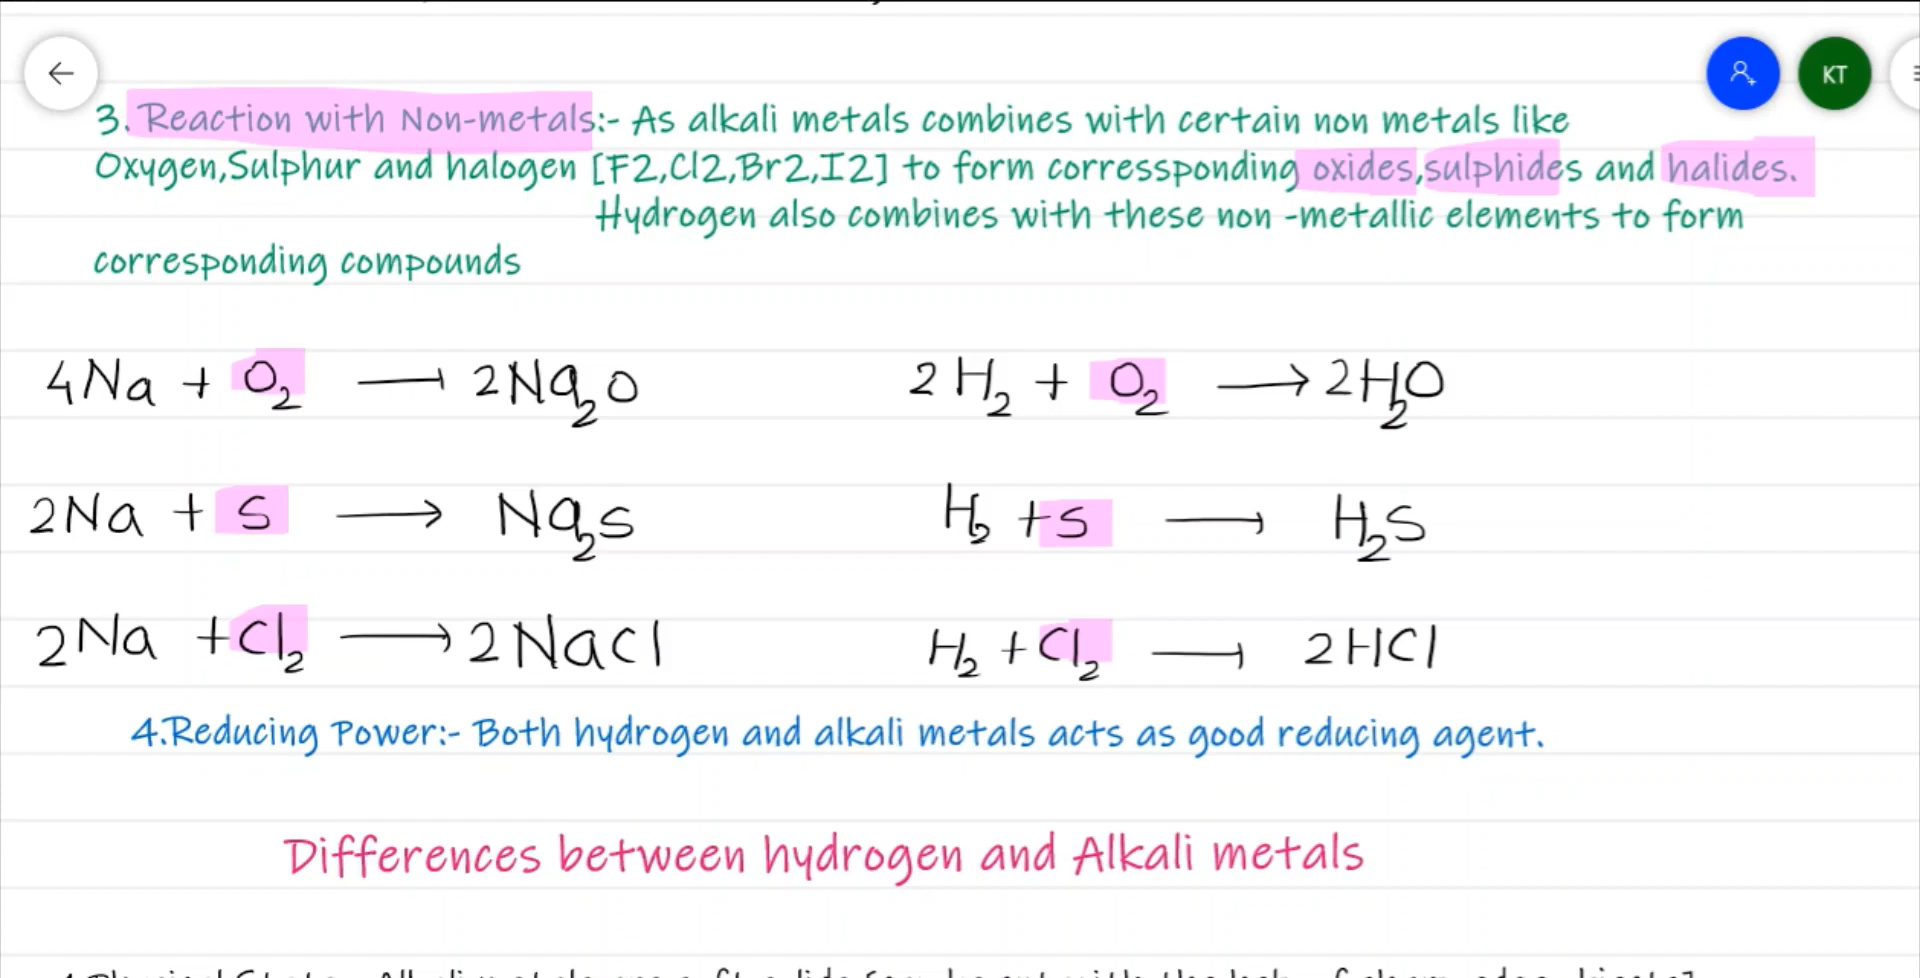 KT
3. Reaction with Non-metals:- As alkali metals combines with certain non metals like
Oxygen,Sulphur and halogen [F2,Cl2,Br2,I2] to form corressponding oxides,sulphides and halides.
Hydrogen also combines with these non -metallic elements to form
corresponding compounds
4Na + O₂ → 2Na₂O
2H₂ + O₂ → 2H₂O
2Na + S → Na₂S
H₂ + S → H₂S
2Na + Cl₂ → 2NaCl
H₂ + Cl₂ → 2HCl
4.Reducing Power:- Both hydrogen and alkali metals acts as good reducing agent.
Differences between hydrogen and Alkali metals